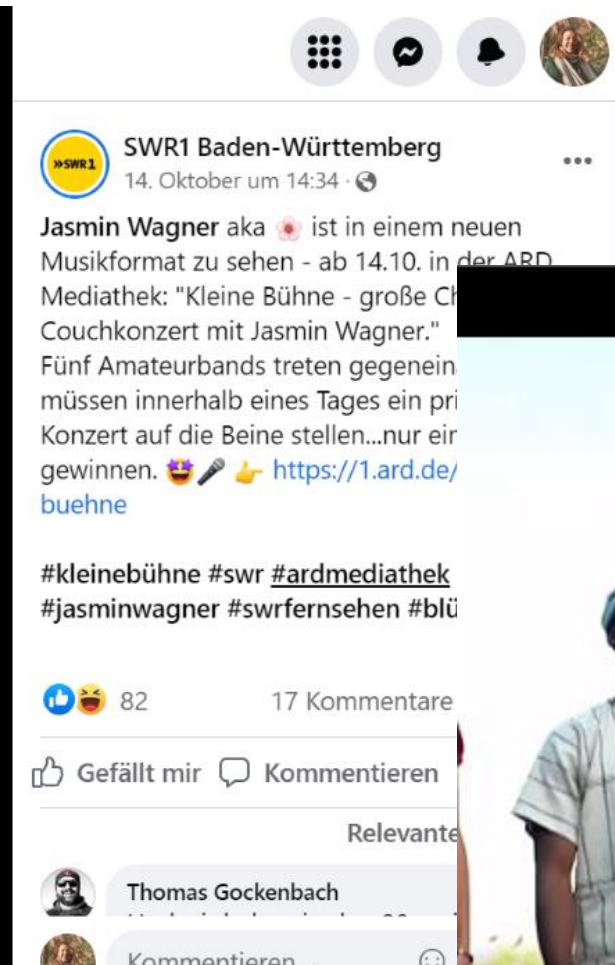 »SWR1
SWR1 Baden-Württemberg
14. Oktober um 14:34 ·
Jasmin Wagner aka 🌸 ist in einem neuen
Musikformat zu sehen - ab 14.10. in der ARD
Mediathek: "Kleine Bühne - große
Couchkonzert mit Jasmin Wagner."
Fünf Amateurbands treten
müssen innerhalb eines Tages ein
Konzert auf die Beine stellen...nur
gewinnen. 🤩🎤 👉 https://1.ard.de/
buehne
#kleinebühne #swr #ardmediathek
#jasminwagner #swrfernsehen
82
17 Kommentare
Gefällt mir
Kommentieren
Thomas Gockenbach
Kommentieren